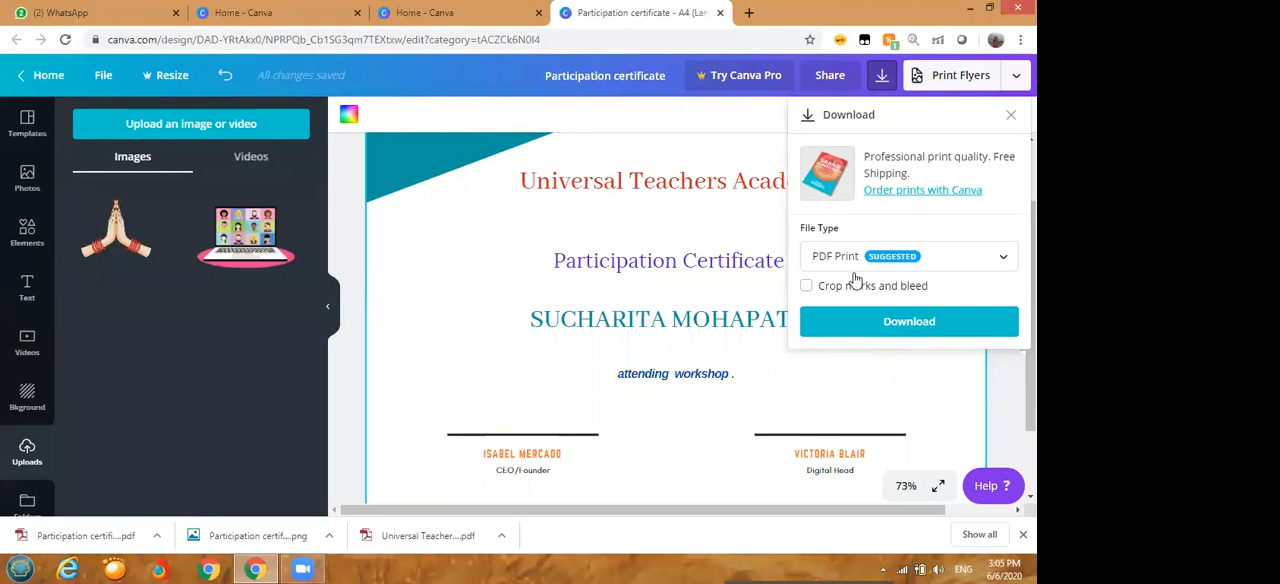 (2) WhatsApp
Home - Canva
Home - Canva
Participation certificate - A4 (Lan
canva.com/design/DAD-YRtAkx0/NPRPQb_Cb1SG3qm7TEXtxw/edit?category=tACZCk6N0I4
Home
File
Resize
All changes saved
Participation certificate
Try Canva Pro
Share
Print Flyers
Templates
Photos
Elements
Text
Videos
Bkground
Uploads
Upload an image or video
Images
Videos
Universal Teachers Acad
Participation Certificate
SUCHARITA MOHAPAT
attending workshop .
ISABEL MERCADO
CEO/Founder
VICTORIA BLAIR
Digital Head
Download
Professional print quality. Free
Shipping.
Order prints with Canva
File Type
PDF Print SUGGESTED
Crop marks and bleed
Download
73%
Help ?
Participation certifi....pdf
Participation certif....png
Universal Teacher....pdf
Show all
ENG
3:05 PM
6/6/2020